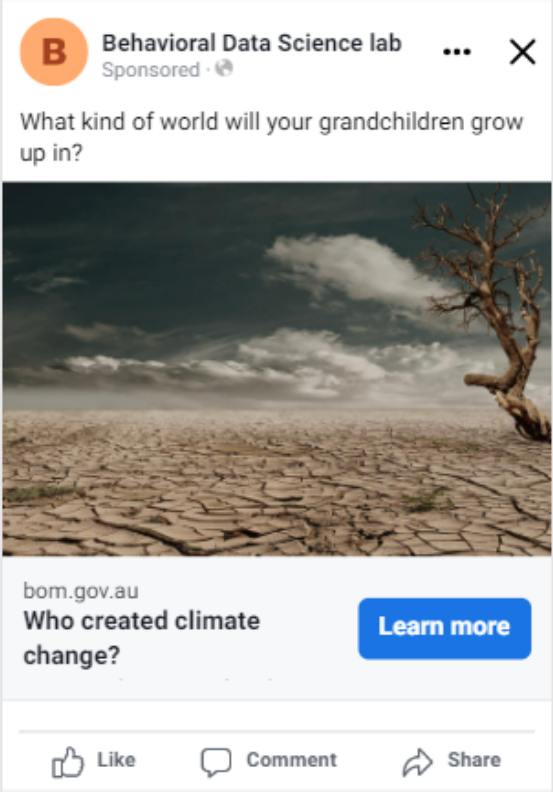 B
Behavioral Data Science lab
Sponsored ·
What kind of world will your grandchildren grow
up in?
bom.gov.au
Who created climate
change?
Learn more
Like
Comment
Share